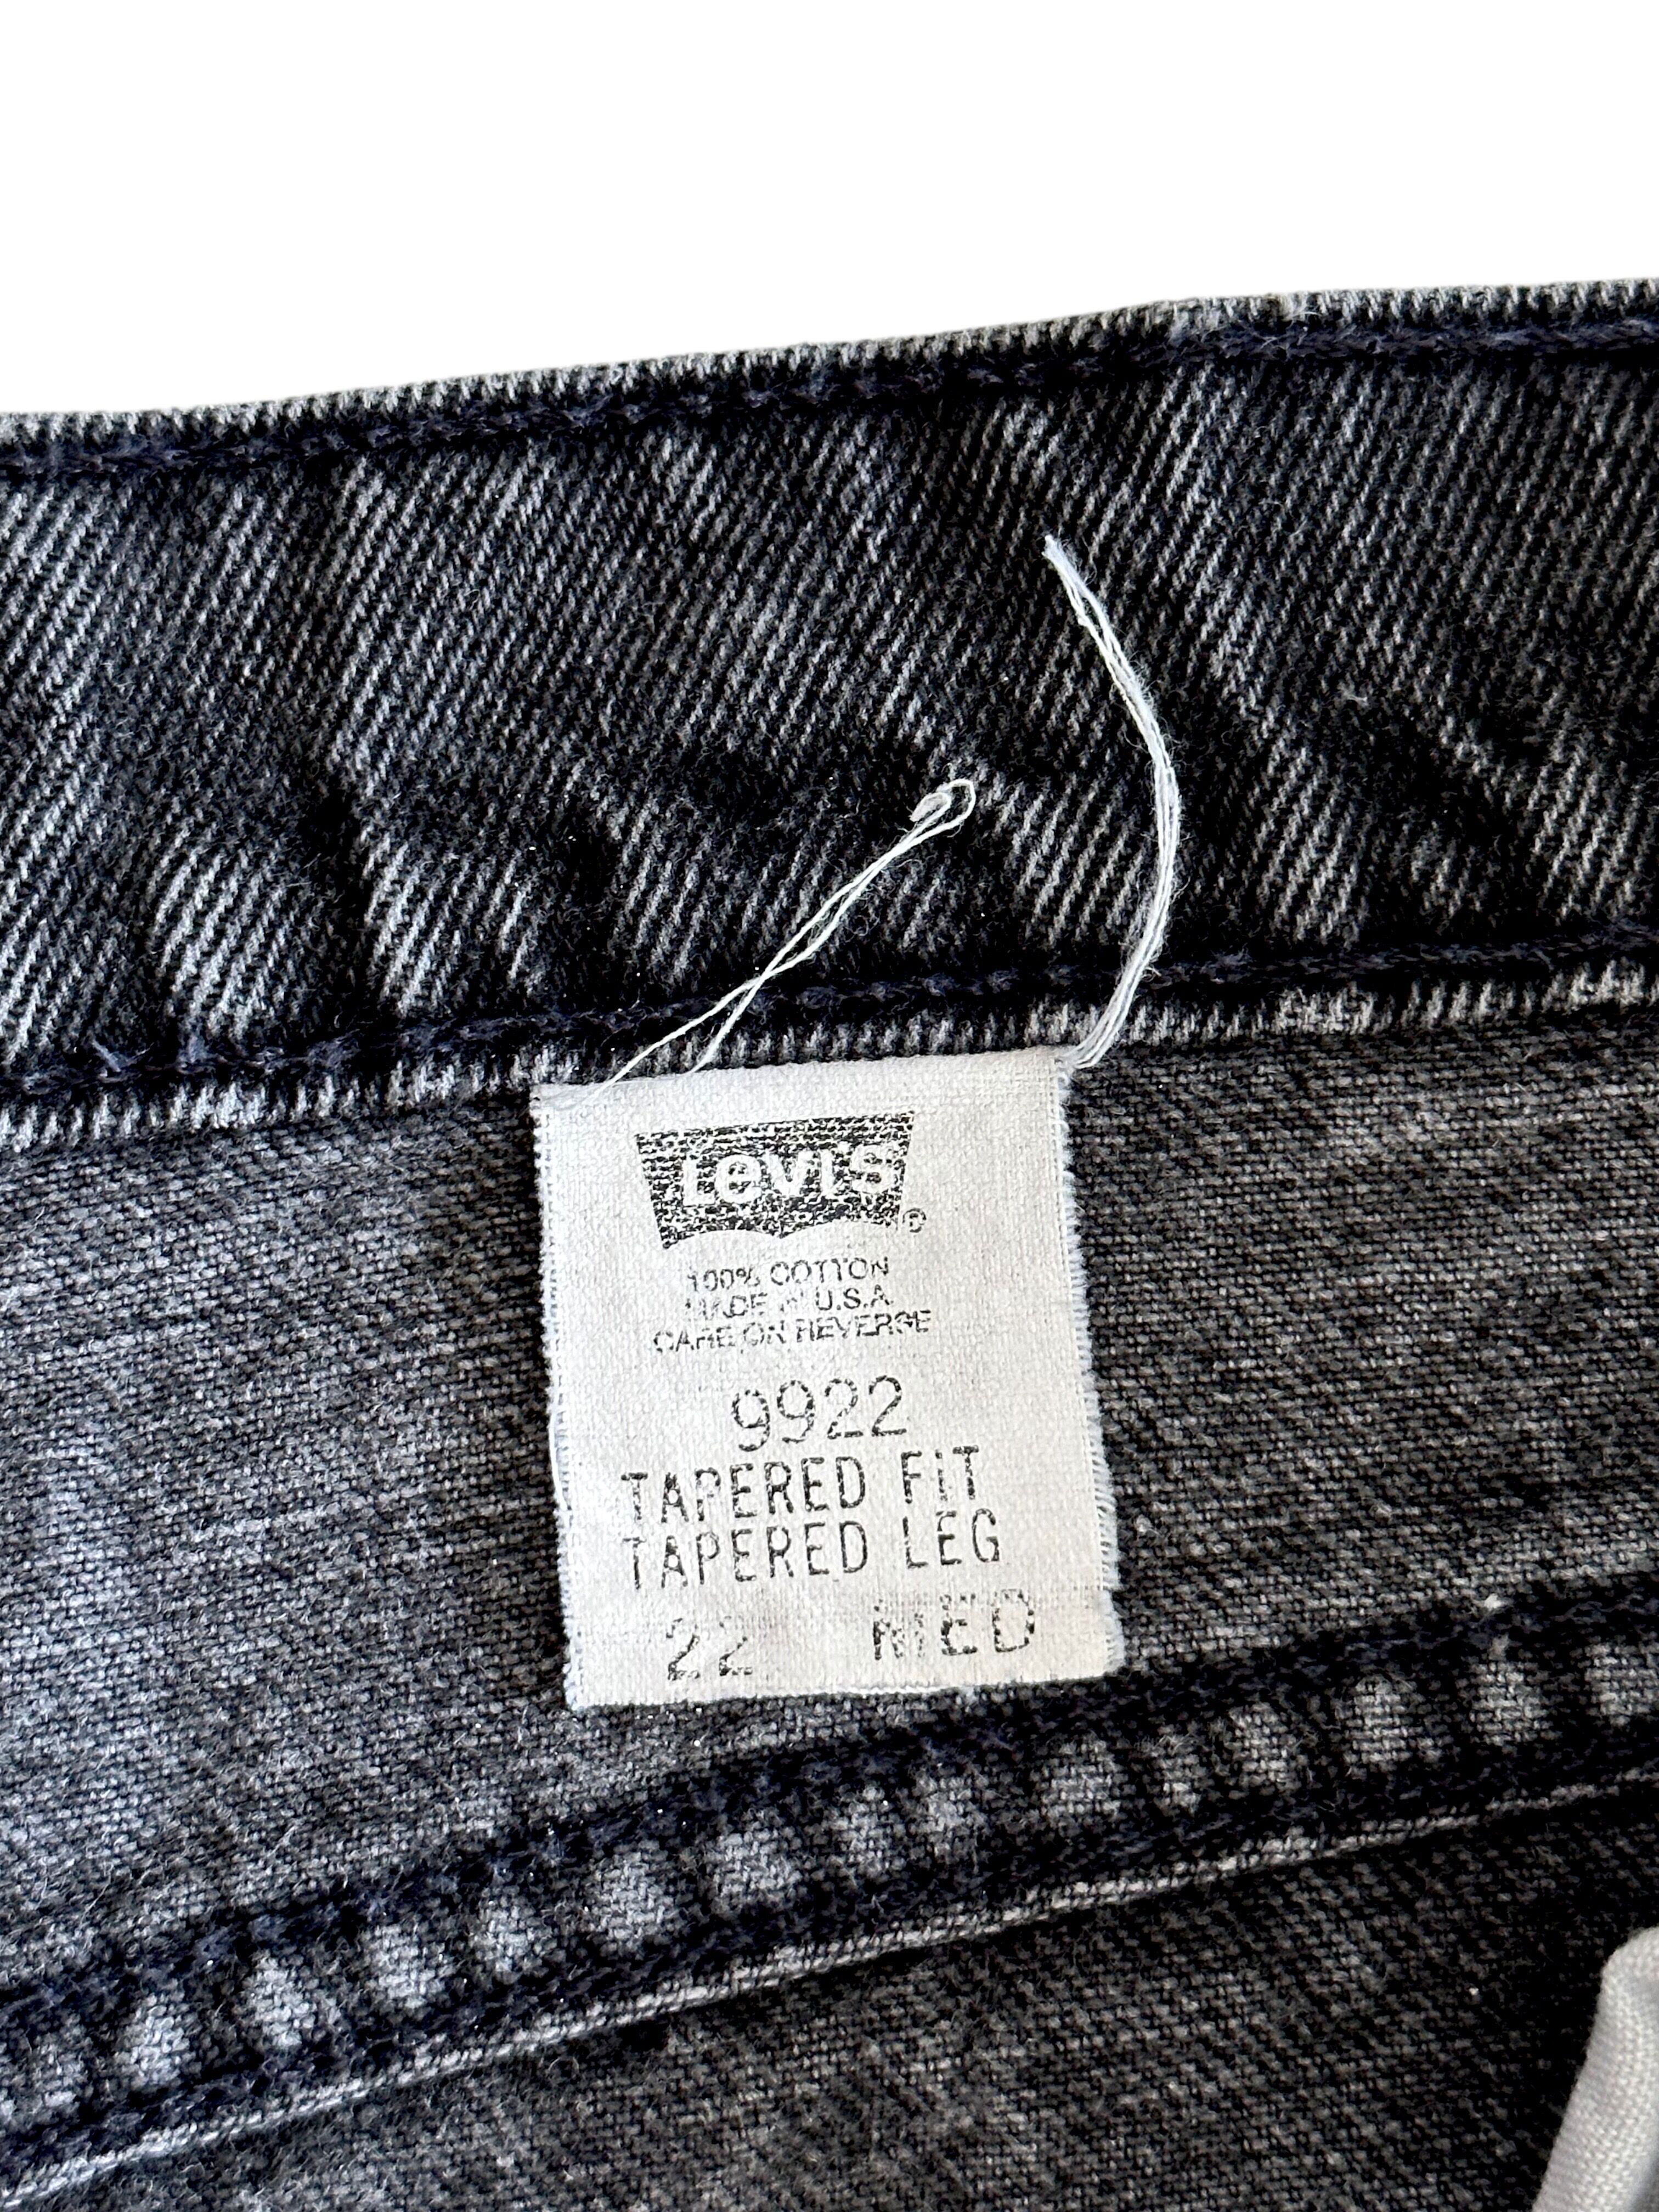 Levi's ®
100% COTTON
MADE IN U.S.A.
CARE ON REVERSE
9922
TAPERED FIT
TAPERED LEG
22 MED